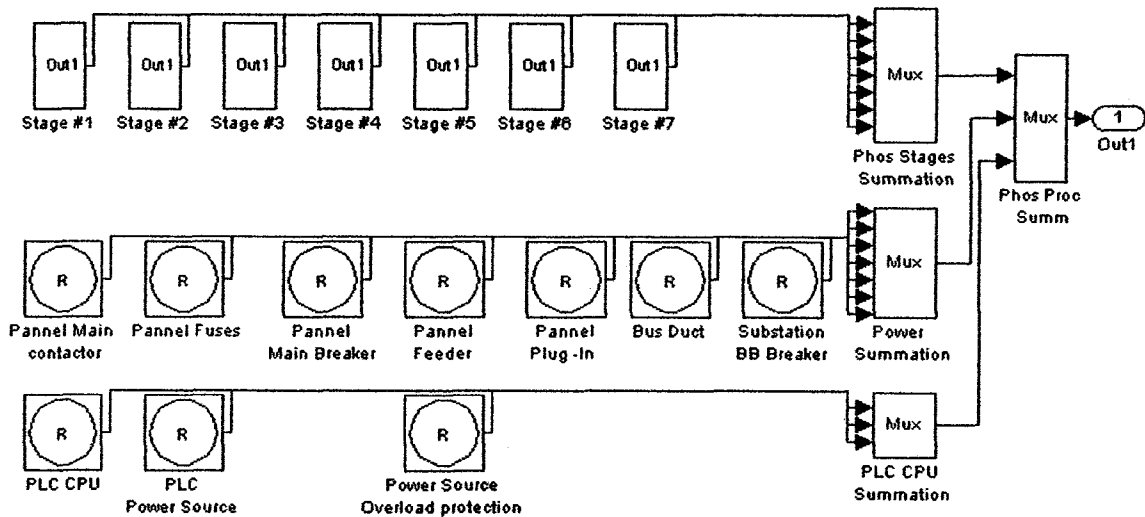 Out1 Out1 Out1 Out1 Out1 Out1 Out1
Stage #1 Stage #2 Stage #3 Stage #4 Stage #5 Stage #6 Stage #7
Mux
Phos Stages
Summation
Mux
Phos Proc
Summ
1
Out1
R R R R R R R
Pannel Main
contactor
Pannel Fuses
Pannel
Main Breaker
Pannel
Feeder
Pannel
Plug -In
Bus Duct
Substation
BB Breaker
Mux
Power
Summation
R R R
PLC CPU
PLC
Power Source
Power Source
Overload protection
Mux
PLC CPU
Summation